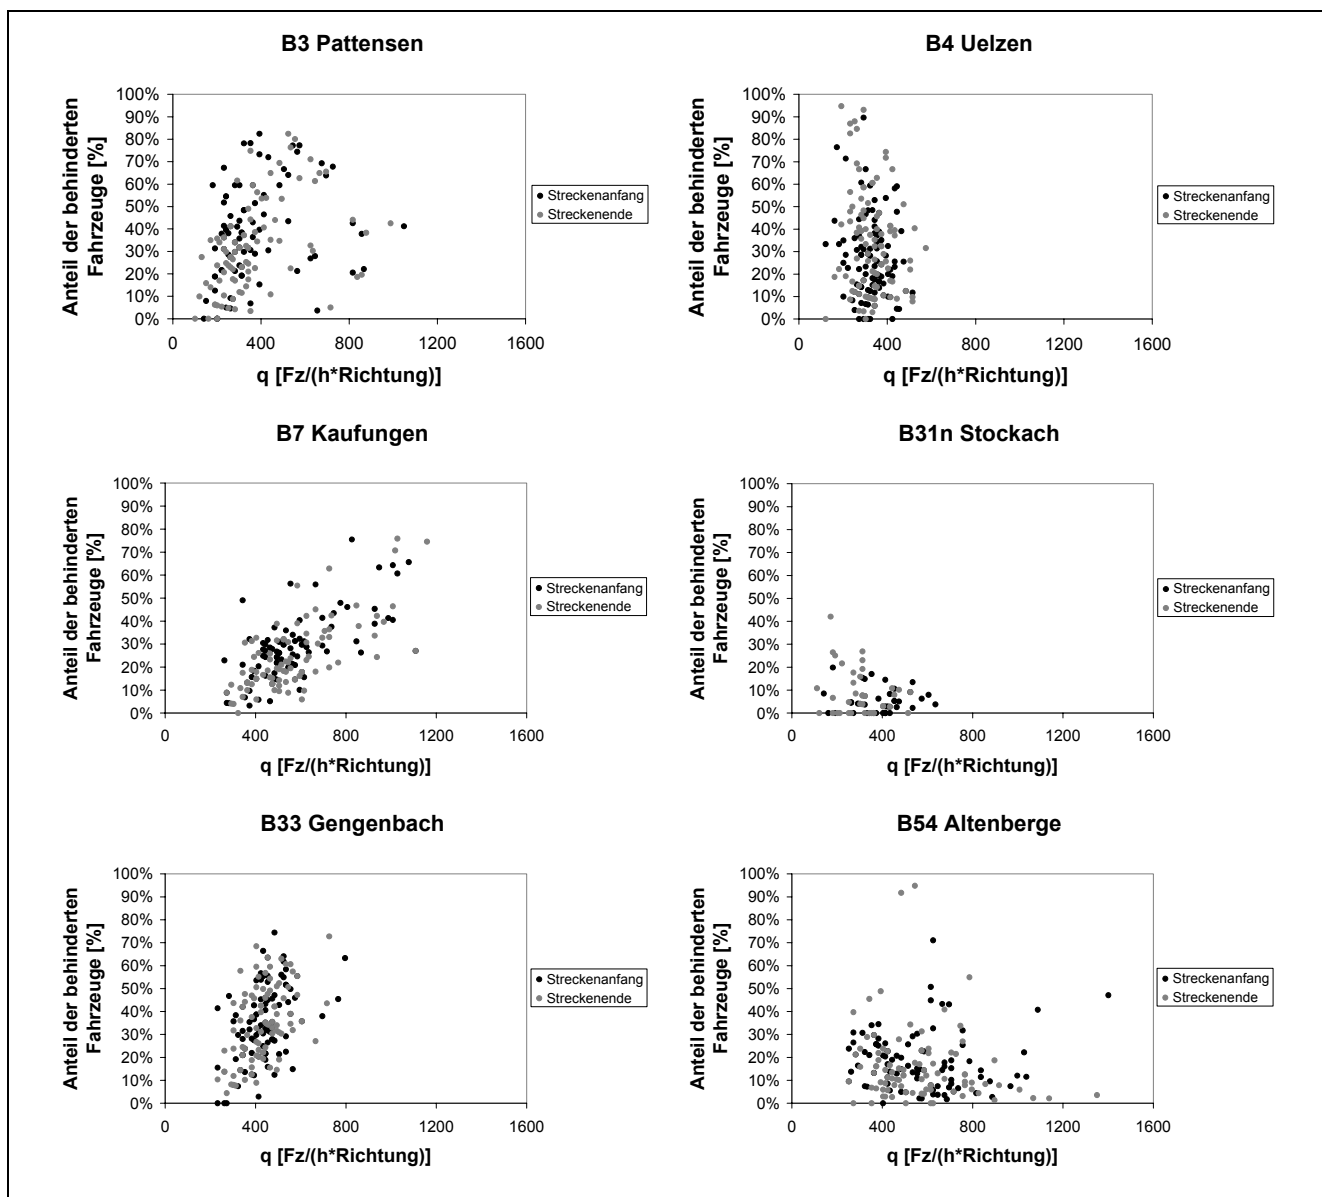 B3 Pattensen
Anteil der behinderten
Fahrzeuge [%]
100%
90%
80%
70%
60%
50%
40%
30%
20%
10%
0%
0 400 800 1200 1600
q [Fz/(h*Richtung)]
Streckenanfang
Streckenende
B4 Uelzen
Anteil der behinderten
Fahrzeuge [%]
100%
90%
80%
70%
60%
50%
40%
30%
20%
10%
0%
0 400 800 1200 1600
q [Fz/(h*Richtung)]
Streckenanfang
Streckenende
B7 Kaufungen
Anteil der behinderten
Fahrzeuge [%]
100%
90%
80%
70%
60%
50%
40%
30%
20%
10%
0%
0 400 800 1200 1600
q [Fz/(h*Richtung)]
Streckenanfang
Streckenende
B31n Stockach
Anteil der behinderten
Fahrzeuge [%]
100%
90%
80%
70%
60%
50%
40%
30%
20%
10%
0%
0 400 800 1200 1600
q [Fz/(h*Richtung)]
Streckenanfang
Streckenende
B33 Gengenbach
Anteil der behinderten
Fahrzeuge [%]
100%
90%
80%
70%
60%
50%
40%
30%
20%
10%
0%
0 400 800 1200 1600
q [Fz/(h*Richtung)]
Streckenanfang
Streckenende
B54 Altenberge
Anteil der behinderten
Fahrzeuge [%]
100%
90%
80%
70%
60%
50%
40%
30%
20%
10%
0%
0 400 800 1200 1600
q [Fz/(h*Richtung)]
Streckenanfang
Streckenende